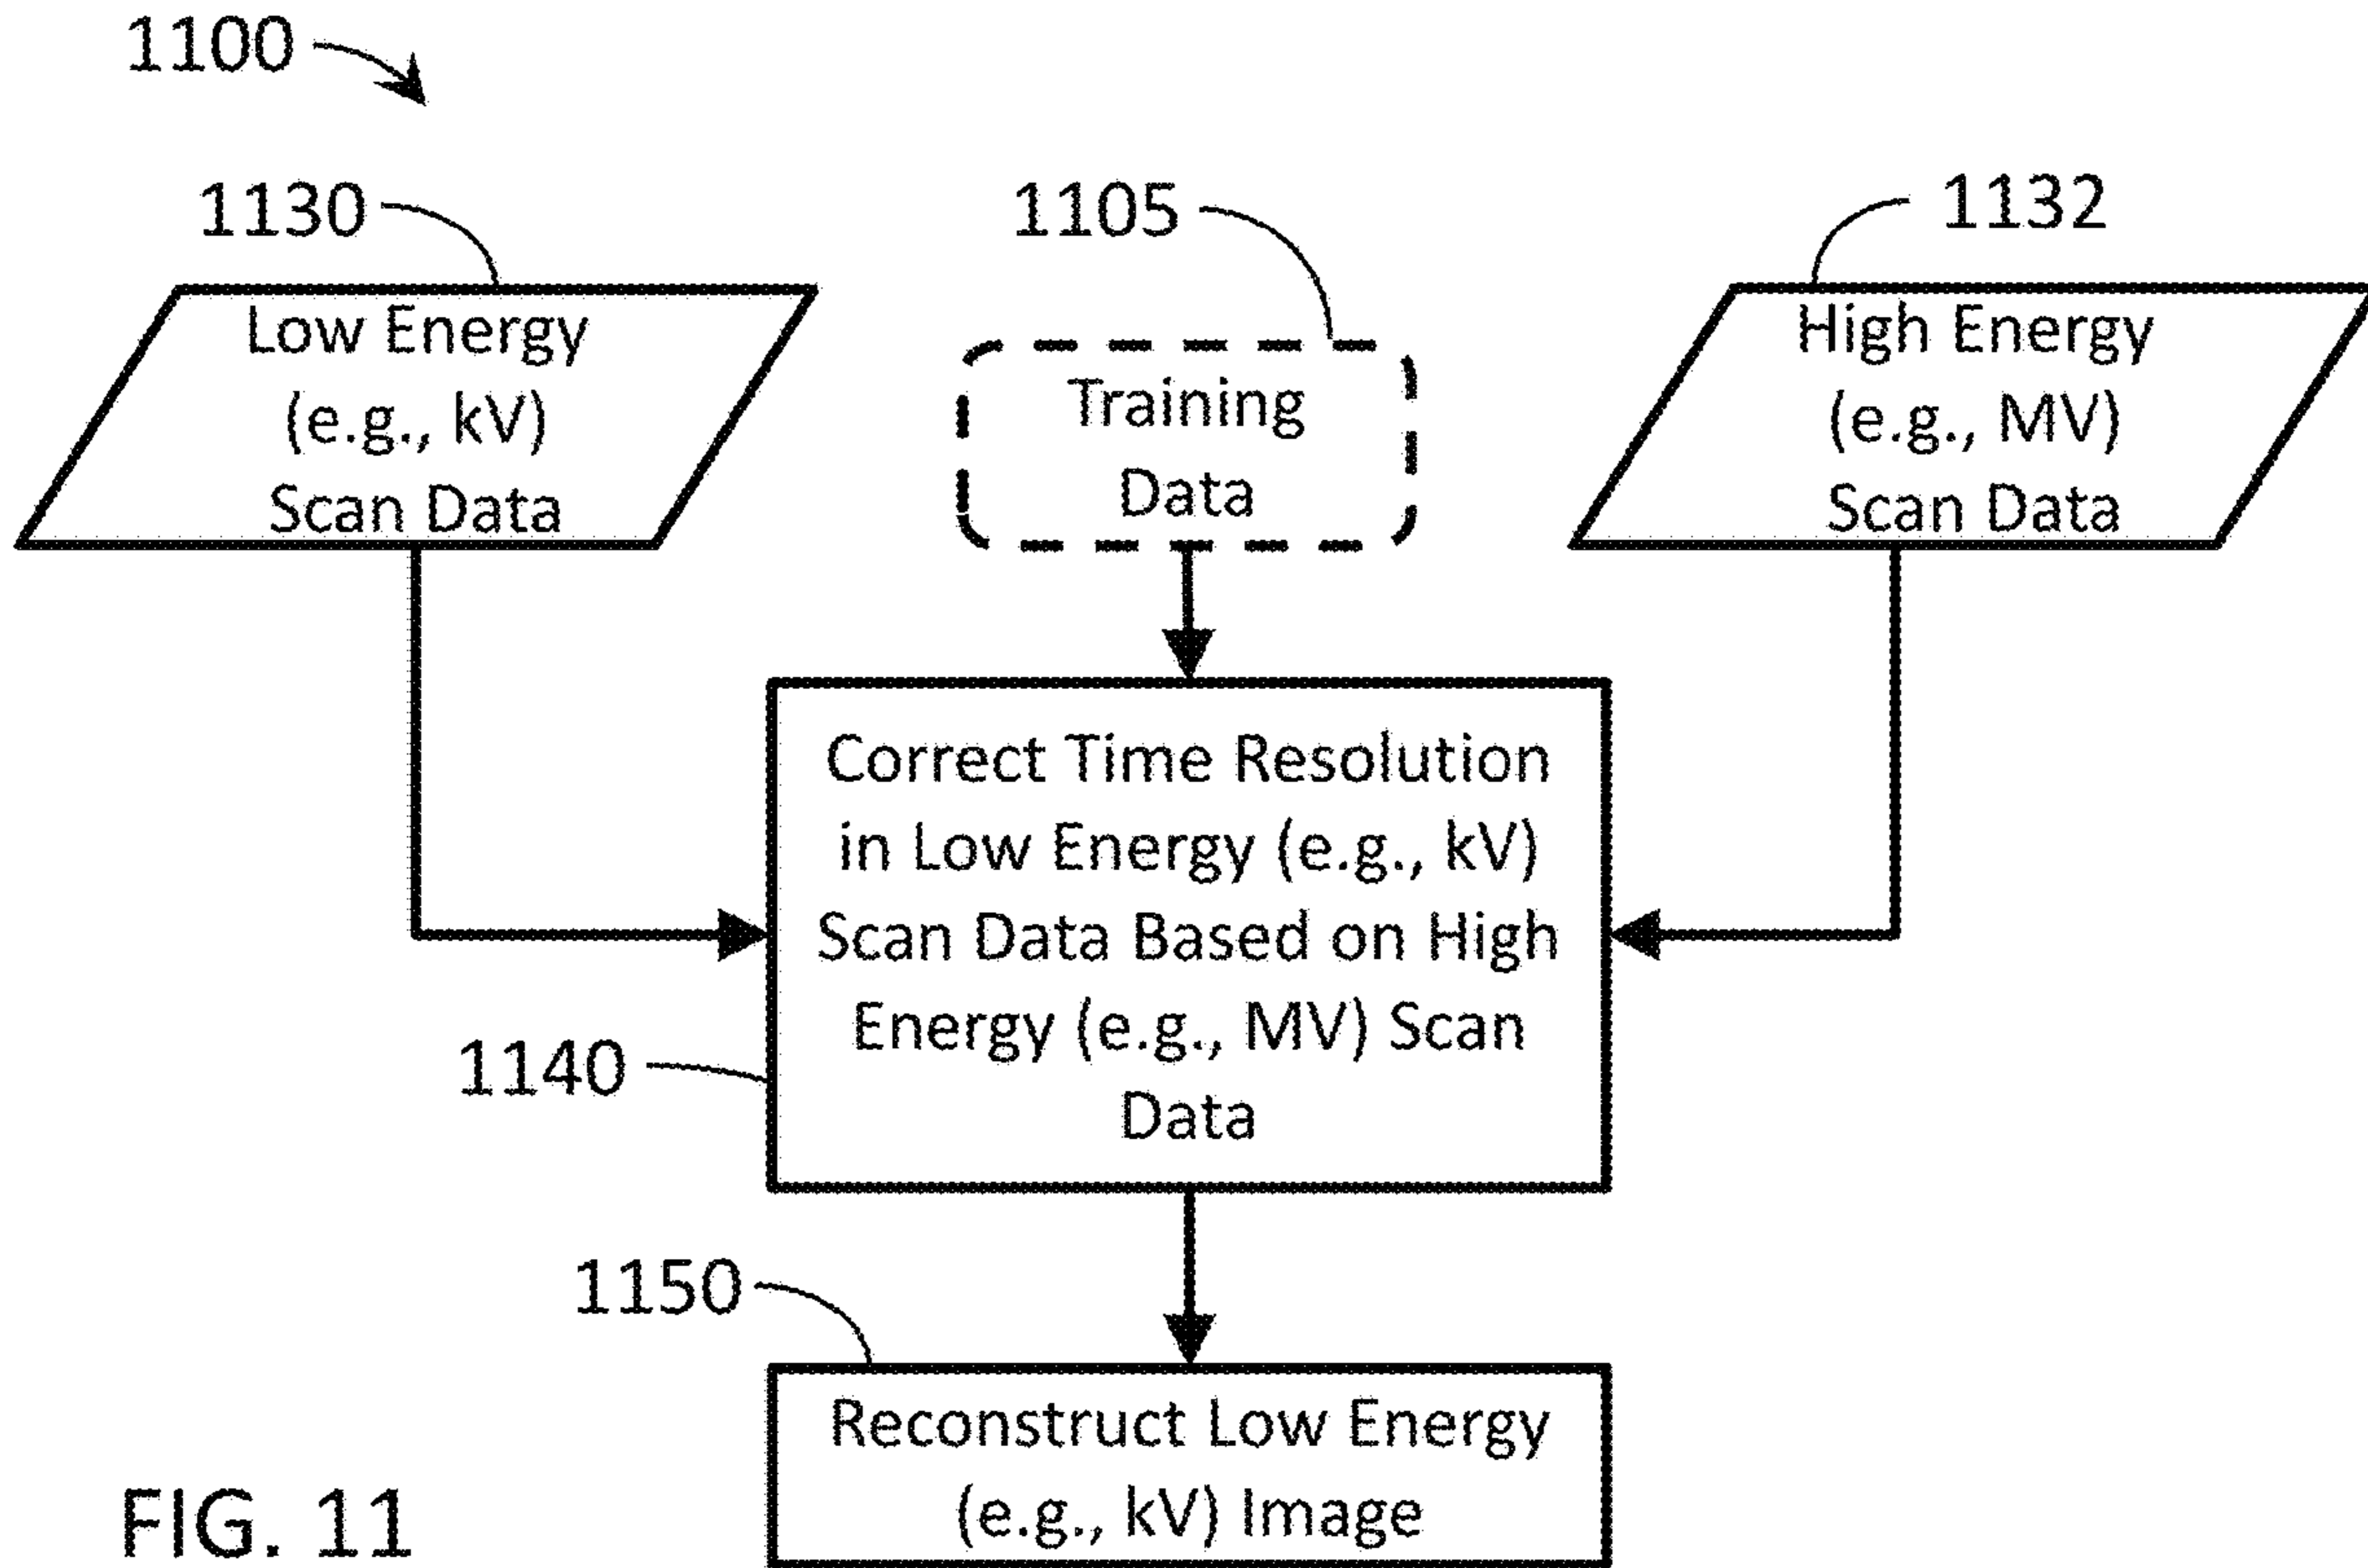 1100
1130
1105
1132
Low Energy
(e.g., kV)
Scan Data
Training
Data
High Energy
(e.g., MV)
Scan Data
Correct Time Resolution
in Low Energy (e.g., kV)
Scan Data Based on High
Energy (e.g., MV) Scan
Data
1140
1150
Reconstruct Low Energy
(e.g., kV) Image
FIG. 11